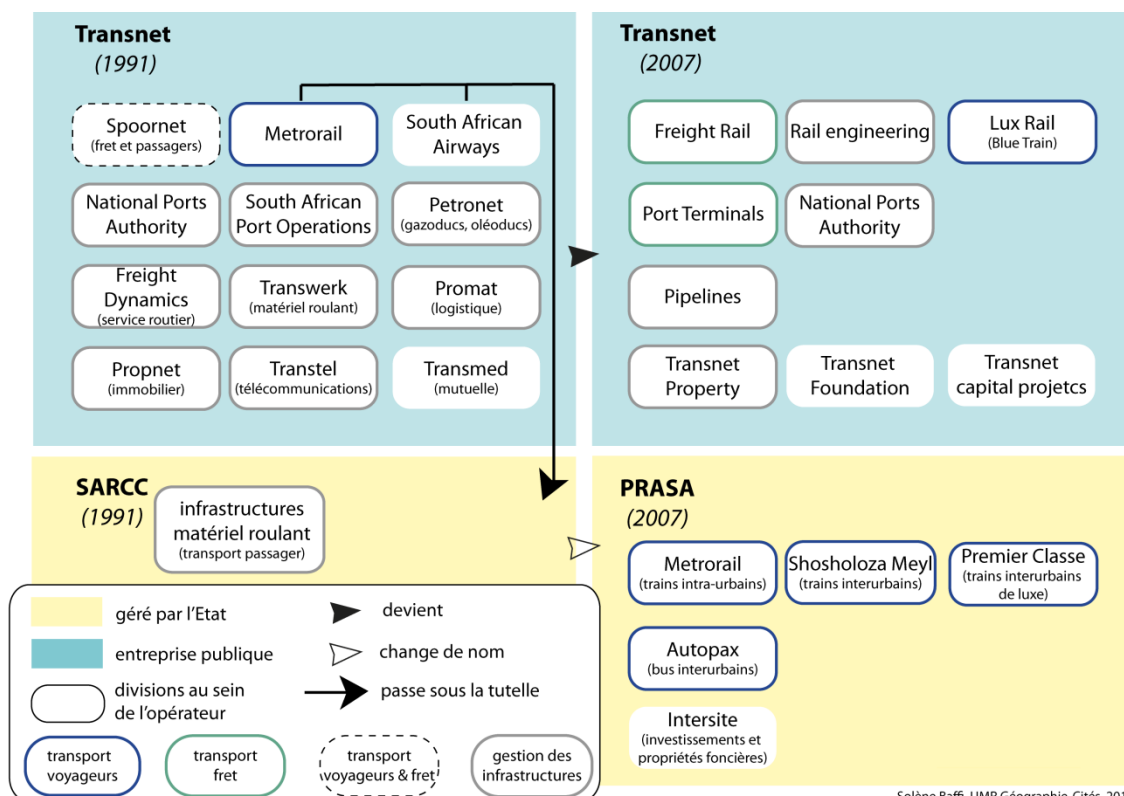 Transnet
(1991)
Spoornet
(fret et passagers)
Metrorail
South African
Airways
National Ports
Authority
South African
Port Operations
Petronet
(gazoducs, oléoducs)
Freight
Dynamics
(service routier)
Transwerk
(matériel roulant)
Promat
(logistique)
Propnet
(immobilier)
Transtel
(télécommunications)
Transmed
(mutuelle)
Transnet
(2007)
Freight Rail
Rail engineering
Lux Rail
(Blue Train)
Port Terminals
National Ports
Authority
Pipelines
Transnet
Property
Transnet
Foundation
Transnet
capital projetcs
SARCC
(1991)
infrastructures
matériel roulant
(transport passager)
PRASA
(2007)
Metrorail
(trains intra-urbains)
Shosholoza Meyl
(trains interurbains)
Premier Classe
(trains interurbains
de luxe)
Autopax
(bus interurbains)
Intersite
(investissements et
propriétés foncières)
géré par l'Etat
entreprise publique
divisions au sein
de l'opérateur
devient
change de nom
passe sous la tutelle
transport
voyageurs
transport
fret
transport
voyageurs & fret
gestion des
infrastructures
Solène Baffi, UMR Géographie-Cités, 201